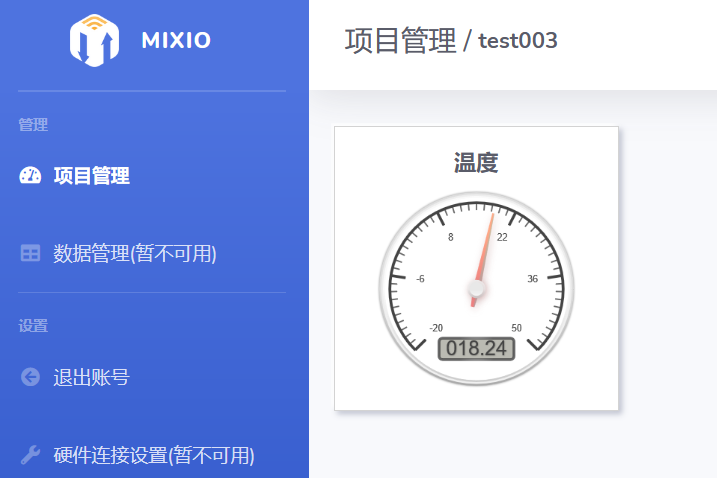 MIXIO
管理
项目管理
数据管理(暂不可用)
设置
退出账号
硬件连接设置(暂不可用)
项目管理 / test003
温度
8 22
-6 36
-20 50
018.24